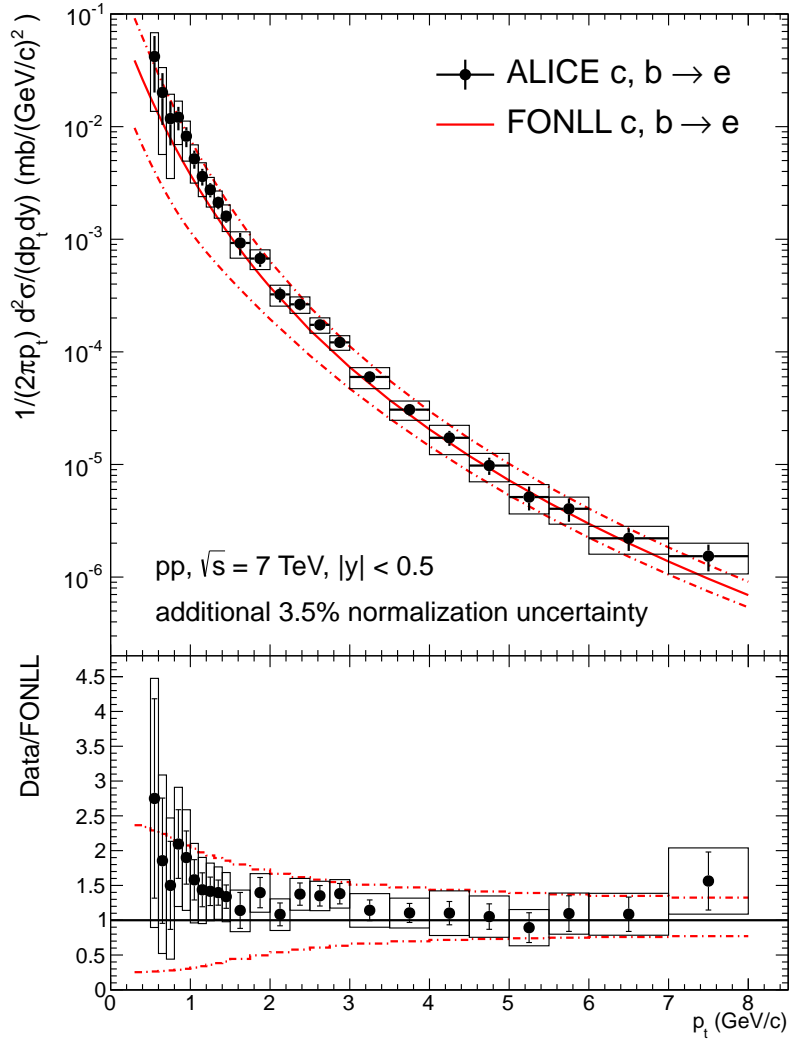 10⁻¹
ALICE c, b → e
FONLL c, b → e
10⁻²
10⁻³
10⁻⁴
10⁻⁵
10⁻⁶
1/(2πp_t) d²σ/(dp_t dy) (mb/(GeV/c)²)
pp, √s = 7 TeV, |y| < 0.5
additional 3.5% normalization uncertainty
Data/FONLL
4.5
4
3.5
3
2.5
2
1.5
1
0.5
0
0 1 2 3 4 5 6 7 8
p_t (GeV/c)